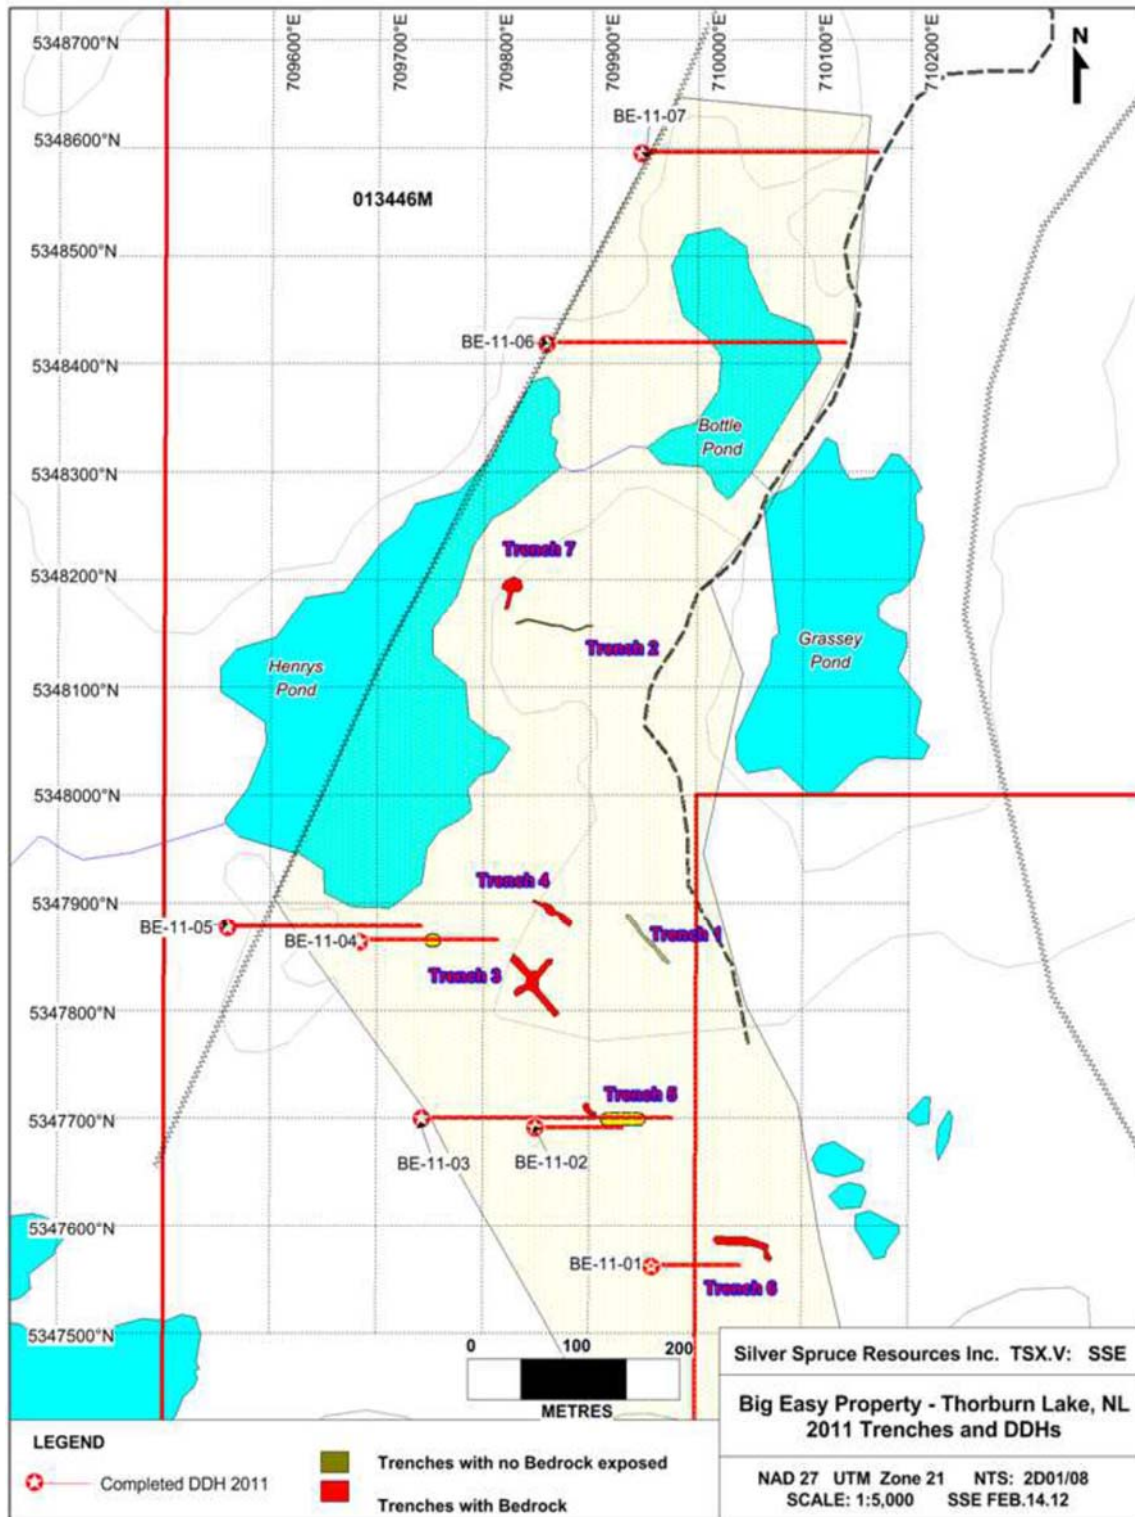 709600°E
709700°E
709800°E
709900°E
710000°E
710100°E
710200°E
N
5348700°N
BE-11-07
5348600°N
013446M
5348500°N
BE-11-06
5348400°N
Bottle
Pond
5348300°N
Trench 7
5348200°N
Trench 2
Grassey
Pond
Henrys
Pond
5348100°N
5348000°N
Trench 4
5347900°N
BE-11-05
BE-11-04
Trench 1
Trench 3
5347800°N
Trench 5
5347700°N
BE-11-03
BE-11-02
5347600°N
BE-11-01
Trench 6
5347500°N
0 100 200
METRES
Silver Spruce Resources Inc. TSX.V: SSE
Big Easy Property - Thorburn Lake, NL
2011 Trenches and DDHs
NAD 27 UTM Zone 21 NTS: 2D01/08
SCALE: 1:5,000 SSE FEB.14.12
LEGEND
Completed DDH 2011
Trenches with no Bedrock exposed
Trenches with Bedrock